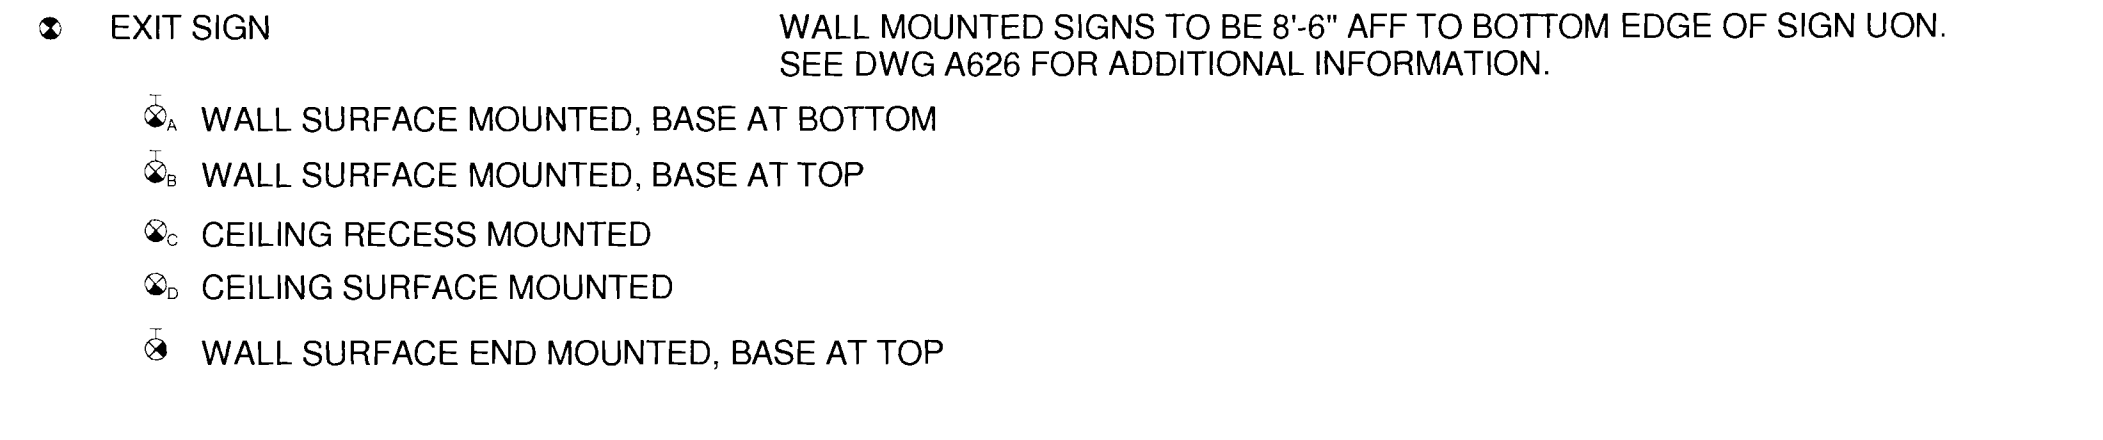 EXIT SIGN
WALL MOUNTED SIGNS TO BE 8'-6" AFF TO BOTTOM EDGE OF SIGN UON.
SEE DWG A626 FOR ADDITIONAL INFORMATION.
A WALL SURFACE MOUNTED, BASE AT BOTTOM
B WALL SURFACE MOUNTED, BASE AT TOP
C CEILING RECESS MOUNTED
D CEILING SURFACE MOUNTED
WALL SURFACE END MOUNTED, BASE AT TOP